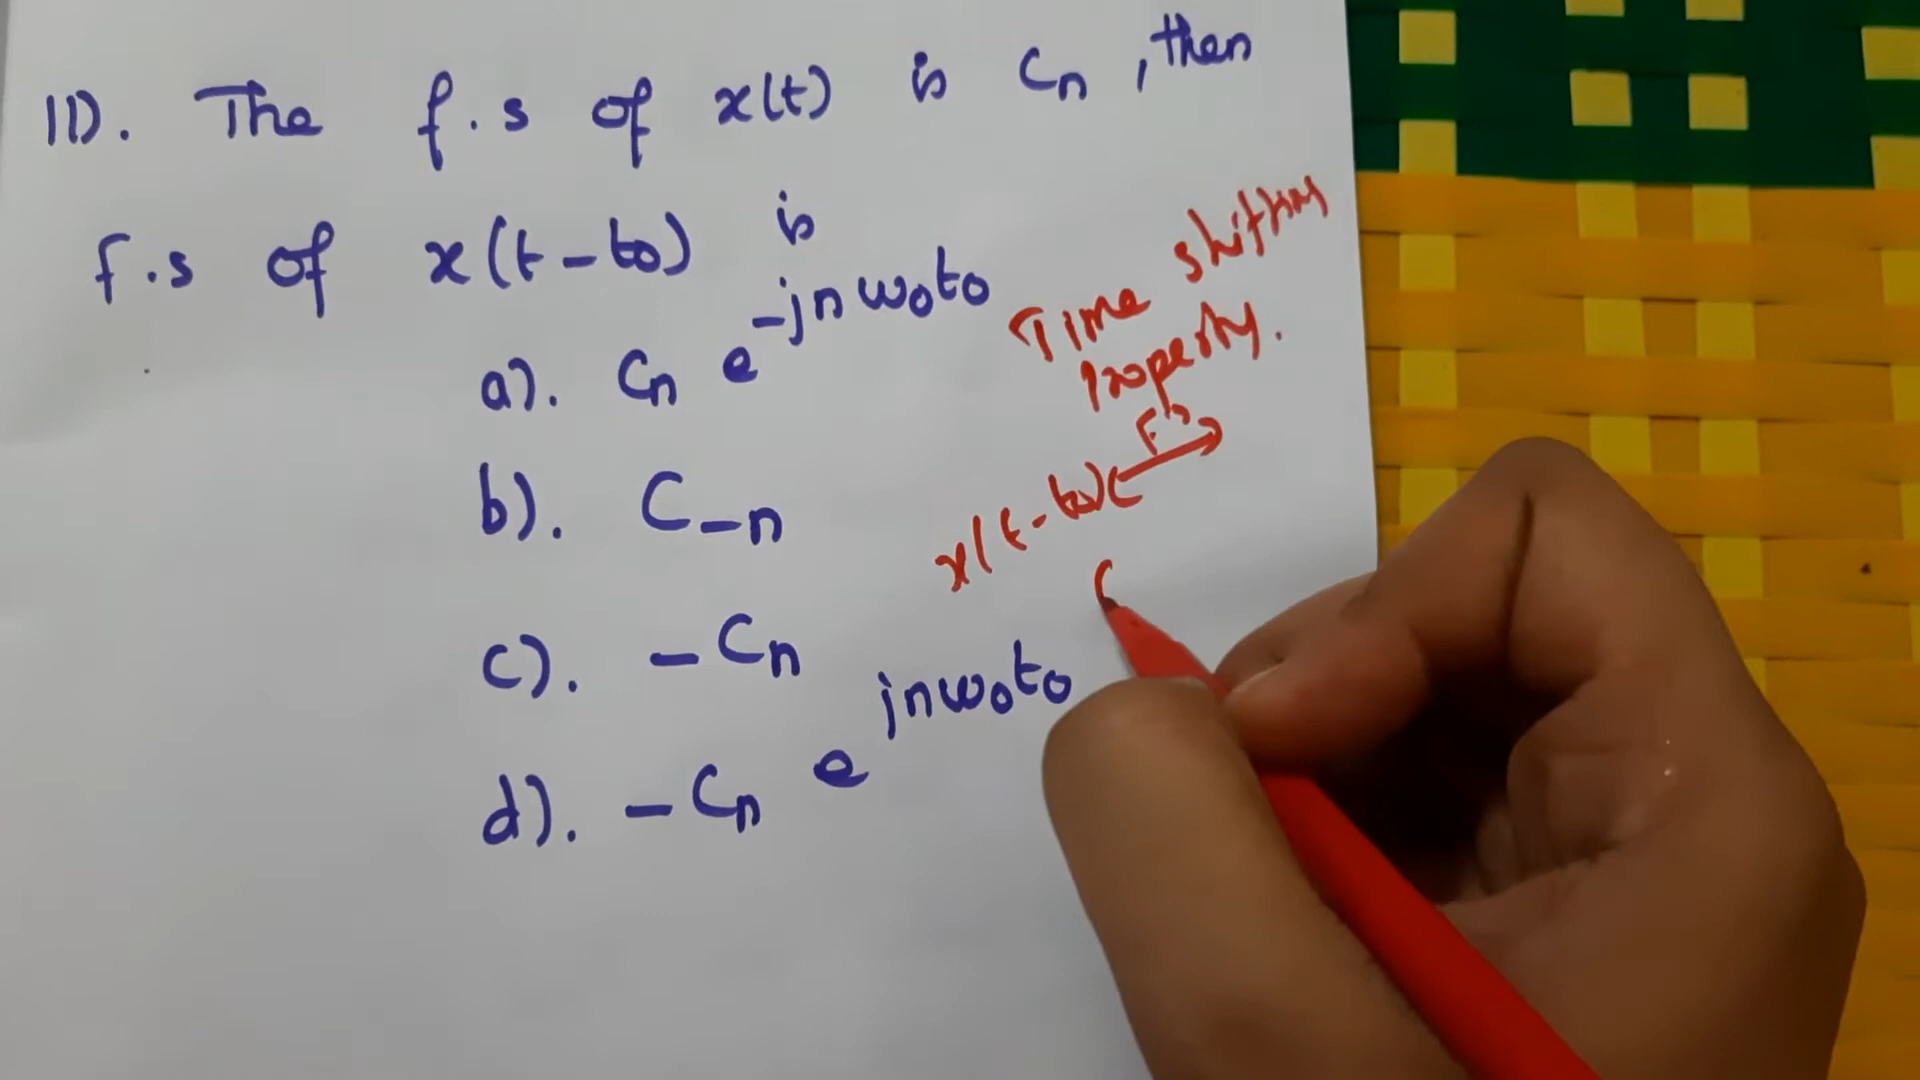 11). The f.s of x(t) is Cn, then
f.s of x(t-to) is
a). Cn e^-jnwoto
b). C-n
c). -Cn
d). -Cn e^jnwoto
Time shifting
Property.
x(t-to) ⟷
C